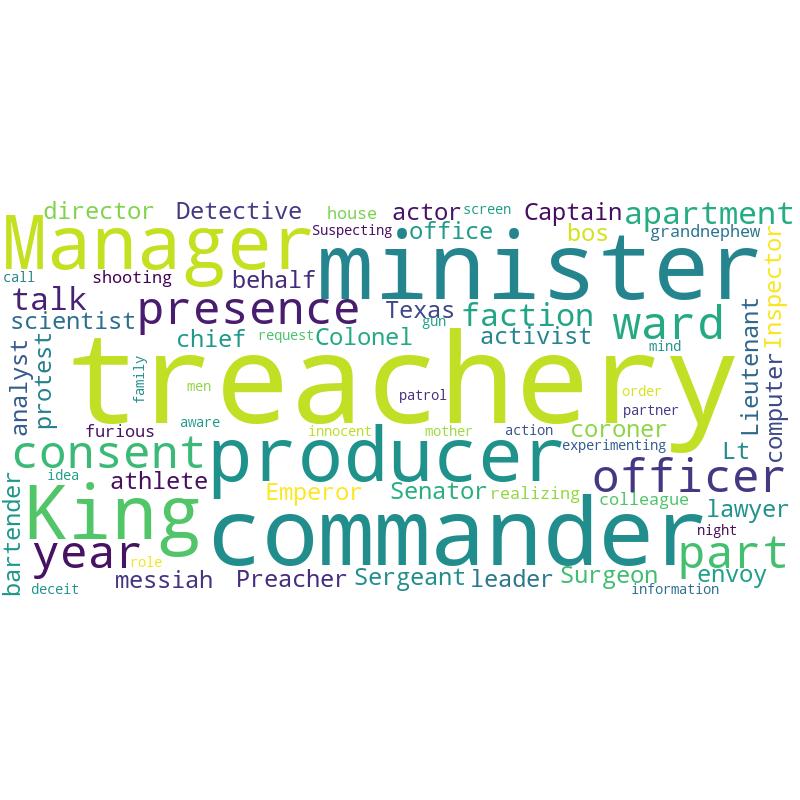 director
Detective
house
actor
screen
Captain
apartment
Manager
Suspecting
office
bos
grandnephew
minister
Inspector
call
shooting
behalf
talk
presence
Texas
faction
ward
Lieutenant
scientist
gun
analyst
protest
chief
request
Colonel
activist
mind
treachery
family
men
patrol
order
partner
computer
aware
furious
innocent
mother
action
coroner
experimenting
Lt
consent
producer
officer
idea
athlete
bartender
King
Emperor
Senator
realizing
colleague
lawyer
commander
night
year
part
role
messiah
Preacher
Sergeant
leader
Surgeon
envoy
deceit
information